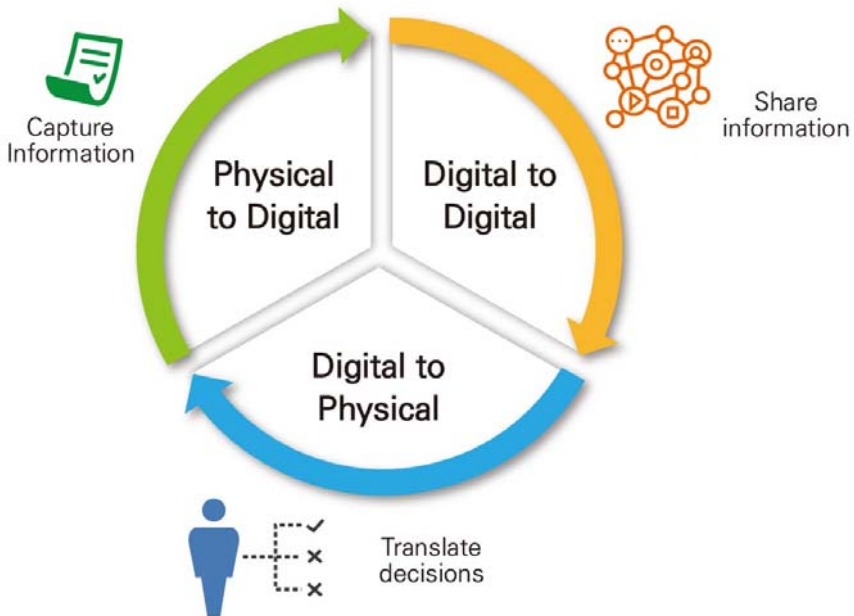 Capture
Information
Physical
to Digital
Digital to
Digital
Share
information
Digital to
Physical
Translate
decisions